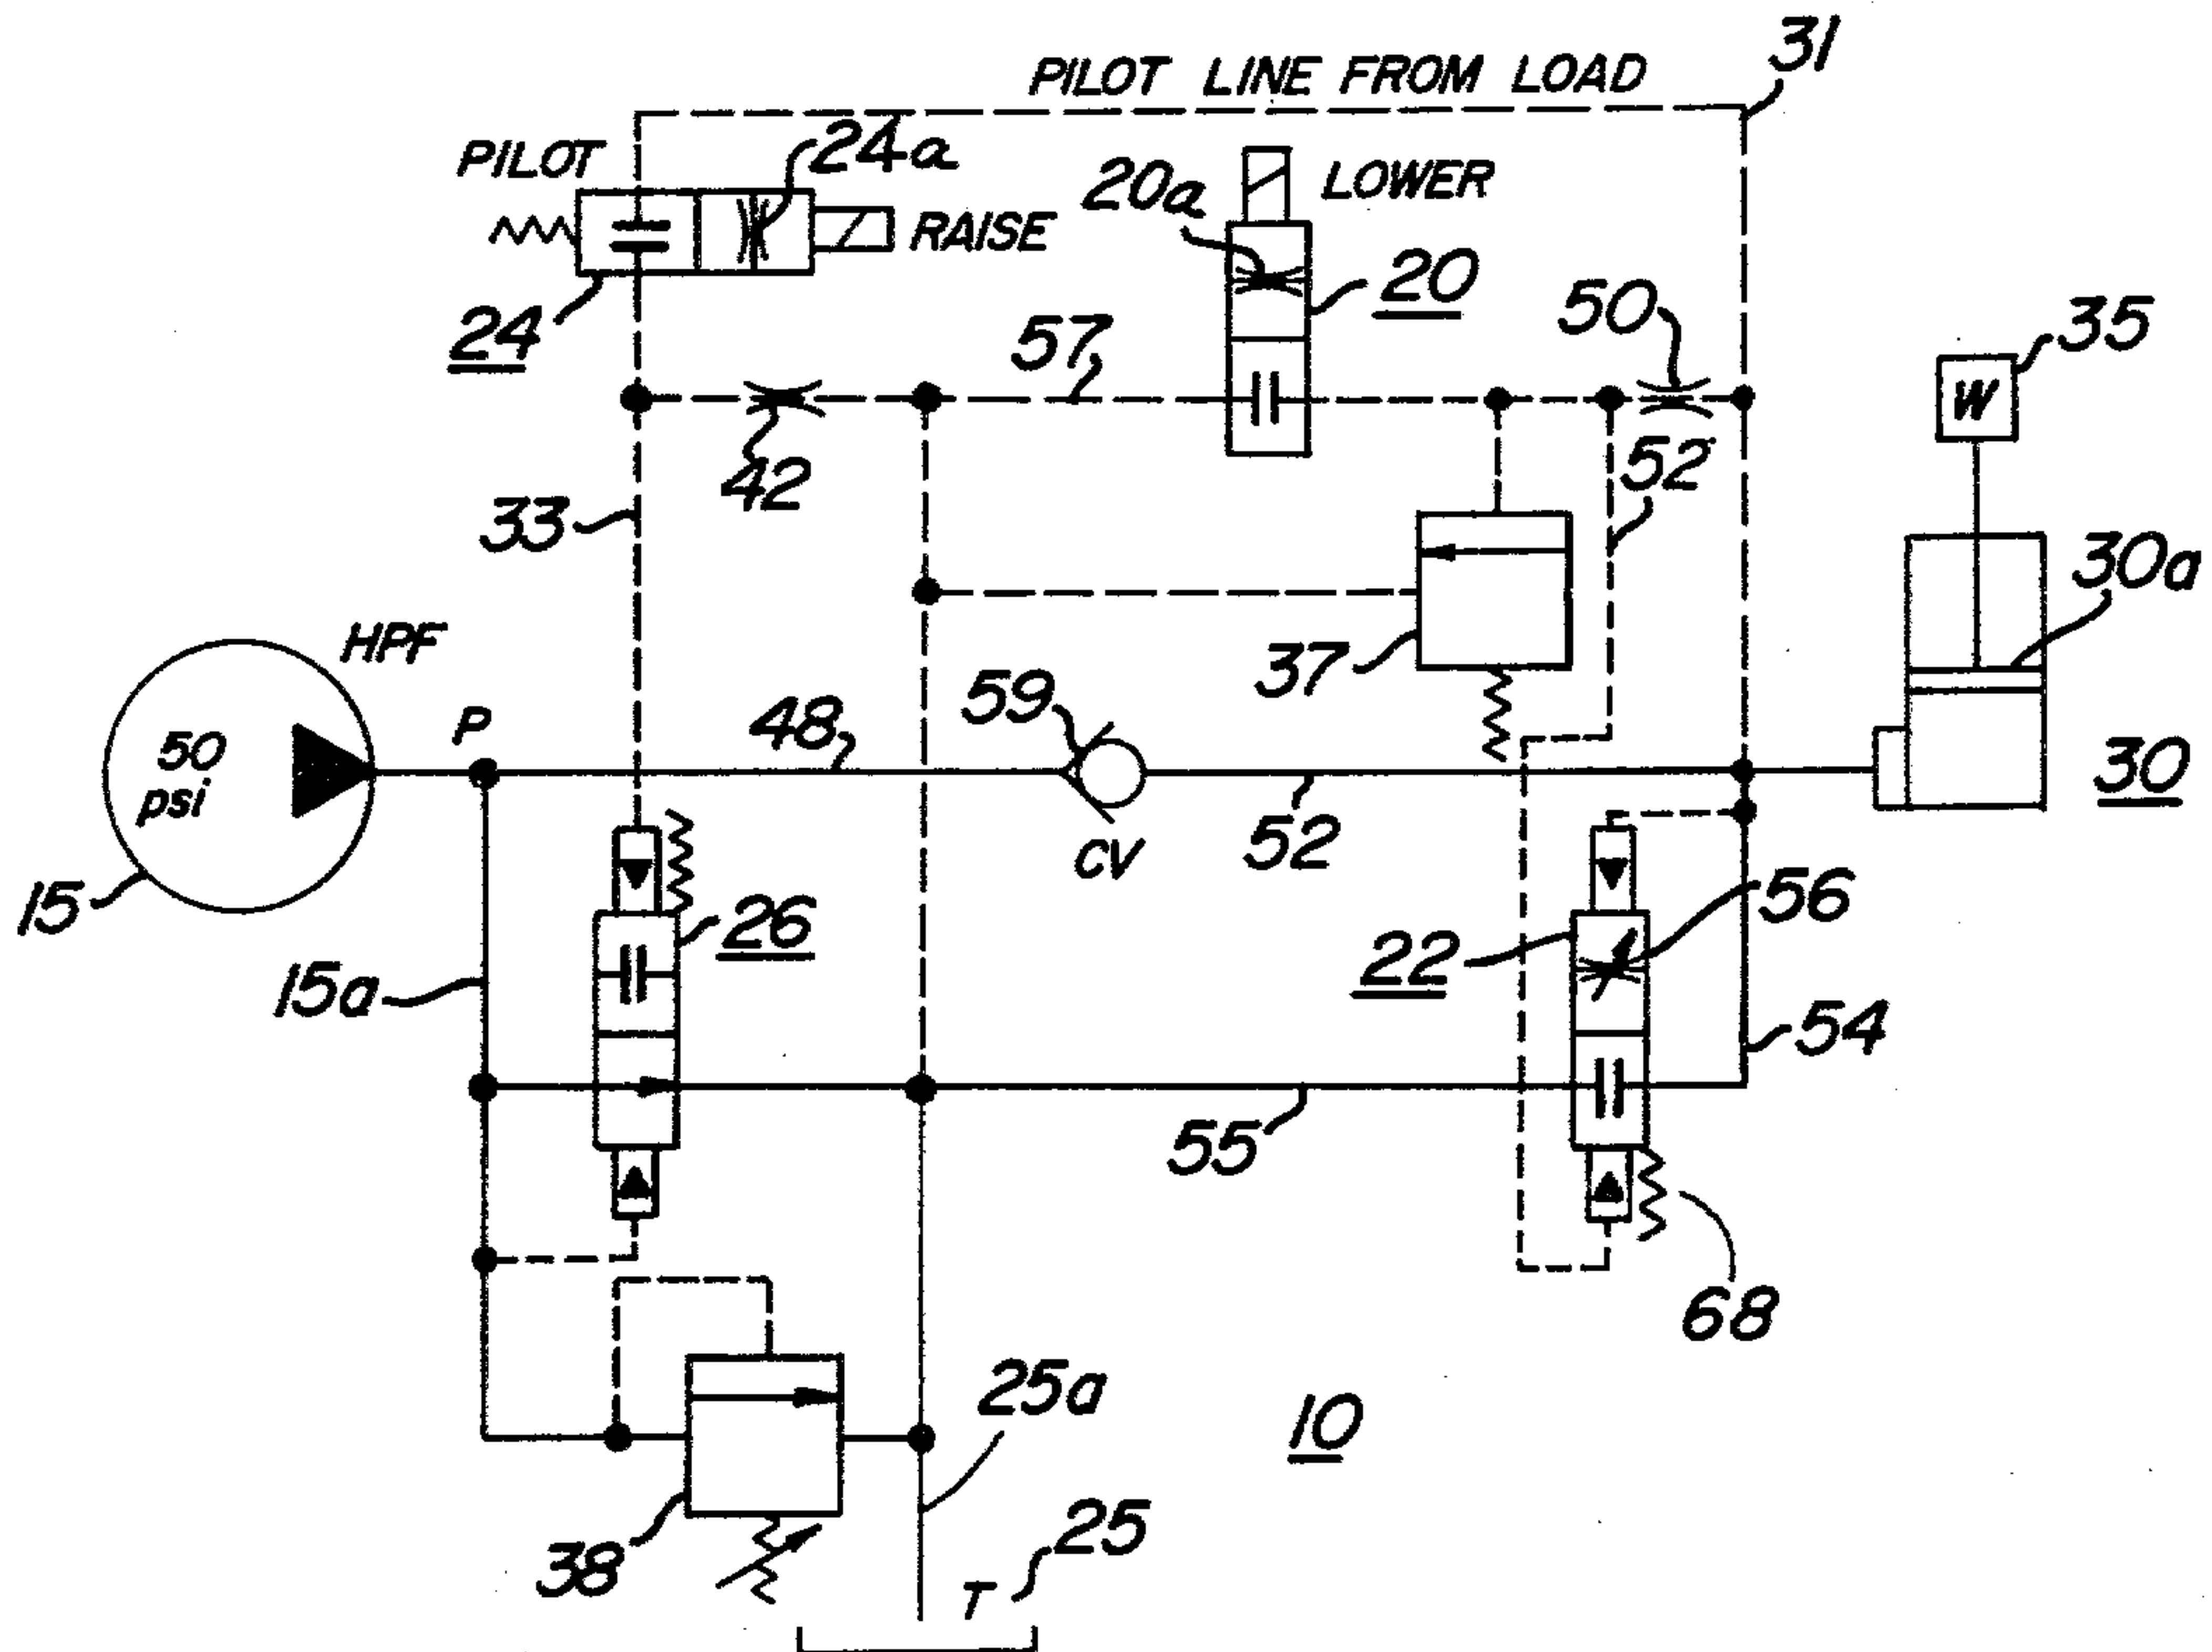 31
PILOT LINE FROM LOAD
PILOT
24a
20a
LOWER
RAISE
24
20
50
35
W
57
42
52
33
37
30a
HPF
50
psi
P
48
59
CV
52
30
15
26
22
56
15a
54
55
68
25a
10
38
25
T